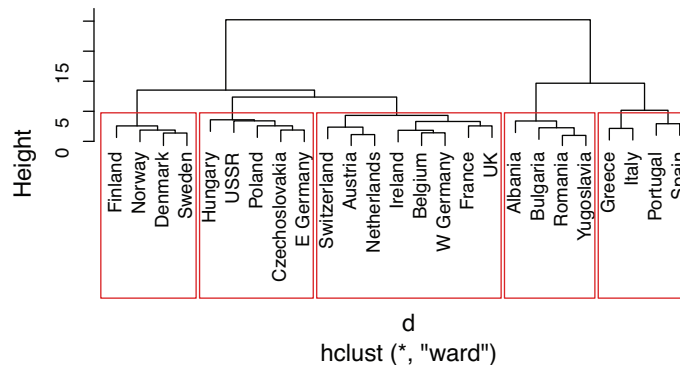 Height
0
5
15
Finland
Norway
Denmark
Sweden
Hungary
USSR
Poland
Czechoslovakia
E Germany
Switzerland
Austria
Netherlands
Ireland
Belgium
W Germany
France
UK
Albania
Bulgaria
Romania
Yugoslavia
Greece
Italy
Portugal
Spain
d
hclust (*, "ward")